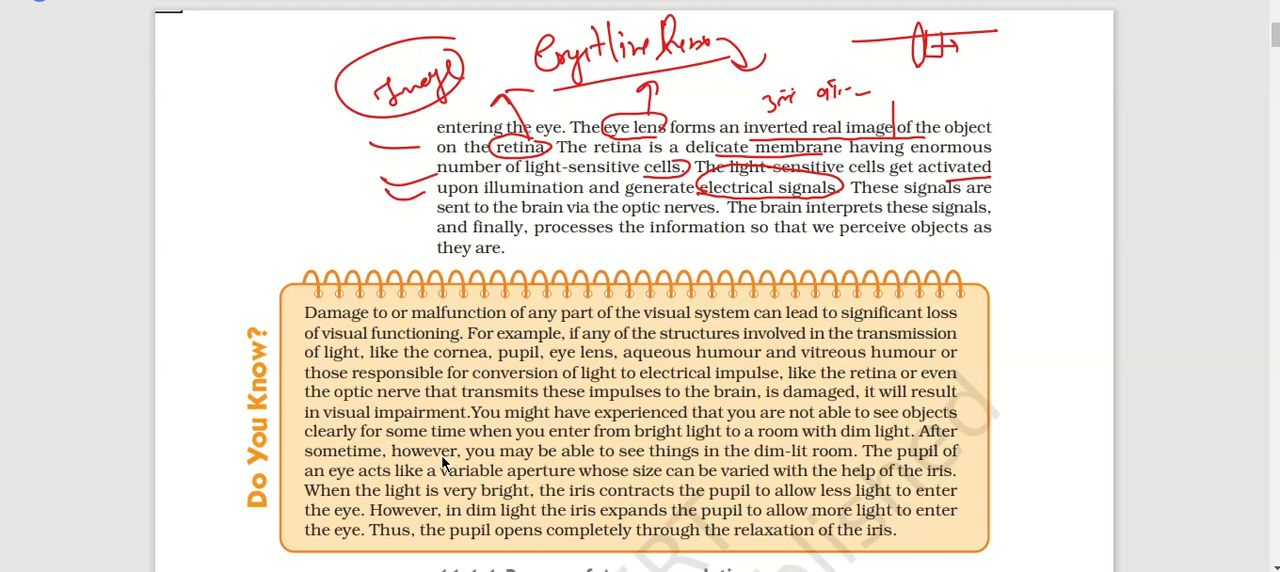 Image
entering the eye. The eye lens forms an inverted real image of the object
on the retina. The retina is a delicate membrane having enormous
number of light-sensitive cells. The light-sensitive cells get activated
upon illumination and generate electrical signals. These signals are
sent to the brain via the optic nerves. The brain interprets these signals,
and finally, processes the information so that we perceive objects as
they are.
Do You Know?
Damage to or malfunction of any part of the visual system can lead to significant loss
of visual functioning. For example, if any of the structures involved in the transmission
of light, like the cornea, pupil, eye lens, aqueous humour and vitreous humour or
those responsible for conversion of light to electrical impulse, like the retina or even
the optic nerve that transmits these impulses to the brain, is damaged, it will result
in visual impairment.You might have experienced that you are not able to see objects
clearly for some time when you enter from bright light to a room with dim light. After
sometime, however, you may be able to see things in the dim-lit room. The pupil of
an eye acts like a variable aperture whose size can be varied with the help of the iris.
When the light is very bright, the iris contracts the pupil to allow less light to enter
the eye. However, in dim light the iris expands the pupil to allow more light to enter
the eye. Thus, the pupil opens completely through the relaxation of the iris.